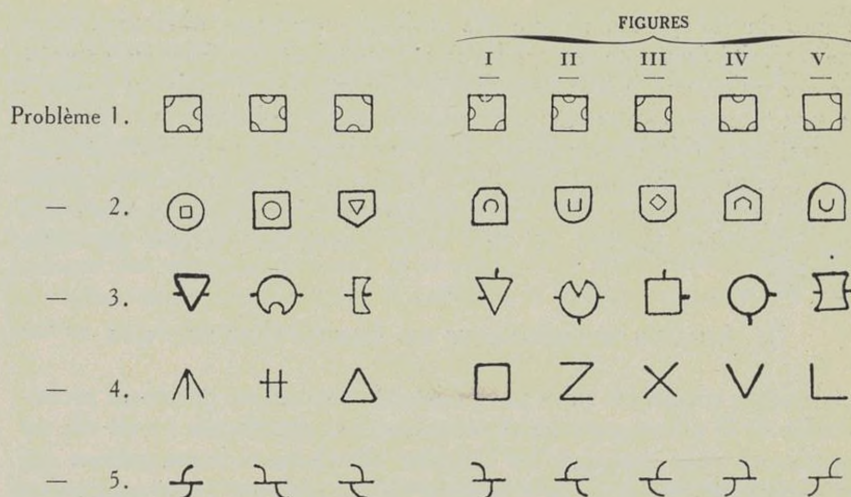 FIGURES
I II III IV V
Problème 1.
— 2.
— 3.
— 4.
— 5.